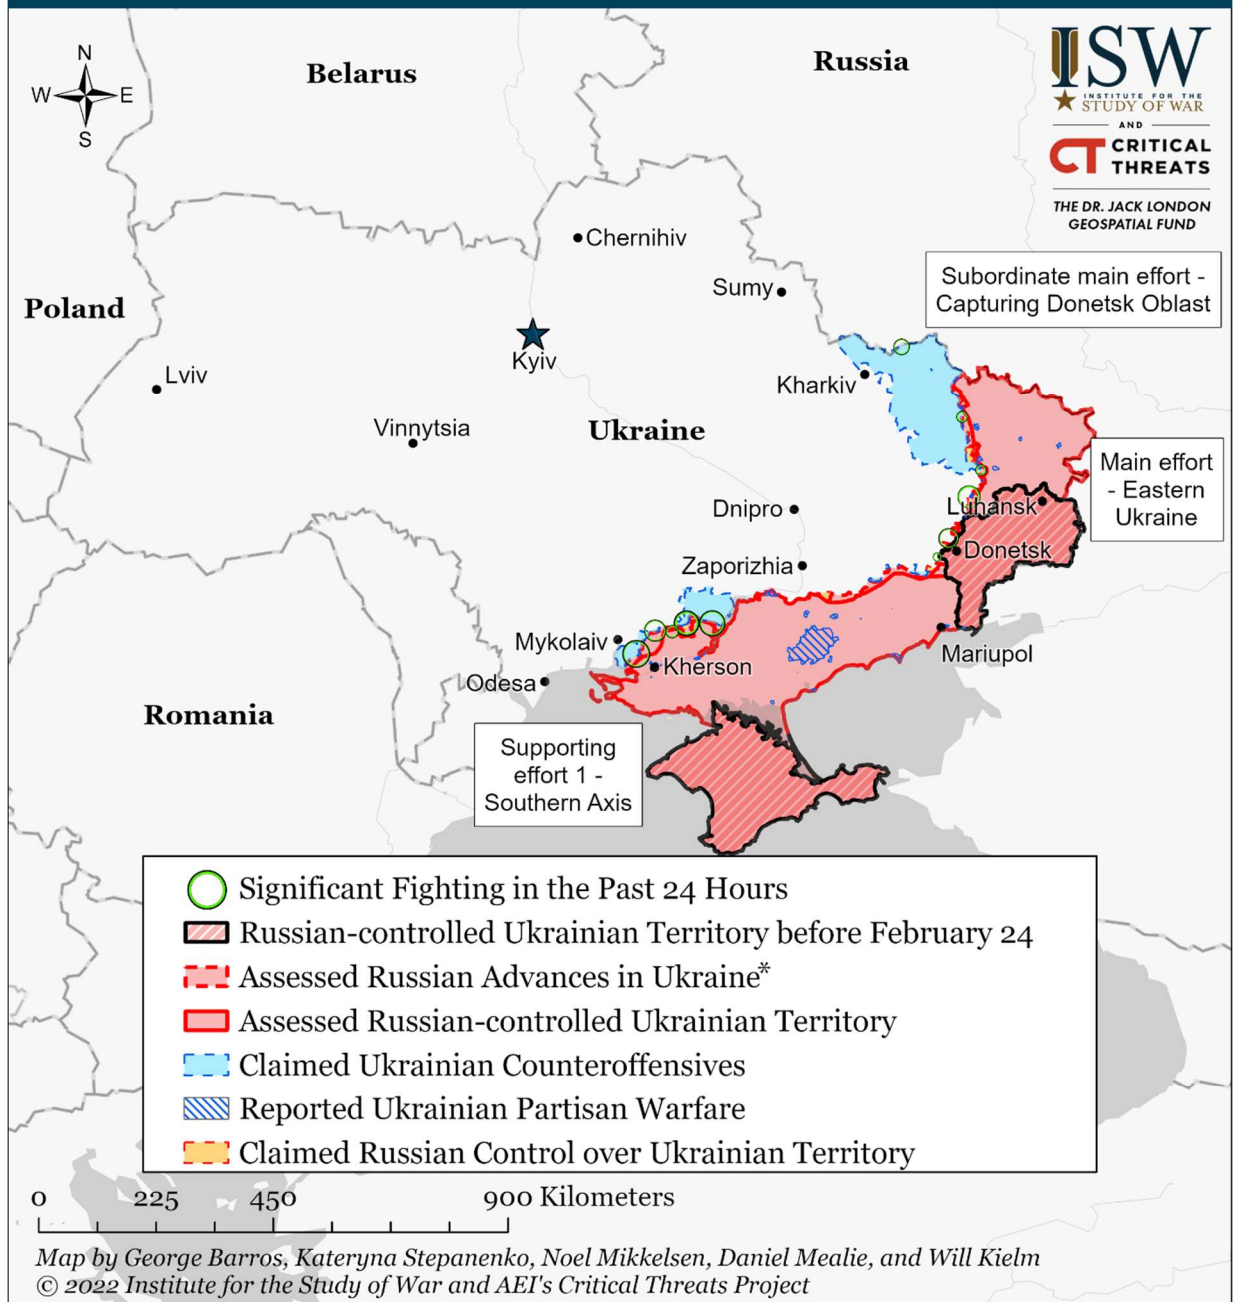 N
W E
S
Belarus
Russia
ISW
INSTITUTE FOR THE
STUDY OF WAR
AND
CT CRITICAL
THREATS
THE DR. JACK LONDON
GEOSPATIAL FUND
Chernihiv
Subordinate main effort -
Capturing Donetsk Oblast
Sumy
Poland
Kyiv
Lviv
Kharkiv
Vinnytsia
Ukraine
Main effort
- Eastern
Ukraine
Luhansk
Dnipro
Donetsk
Zaporizhia
Mykolaiv
Mariupol
Kherson
Odesa
Romania
Supporting
effort 1 -
Southern Axis
Significant Fighting in the Past 24 Hours
Russian-controlled Ukrainian Territory before February 24
Assessed Russian Advances in Ukraine*
Assessed Russian-controlled Ukrainian Territory
Claimed Ukrainian Counteroffensives
Reported Ukrainian Partisan Warfare
Claimed Russian Control over Ukrainian Territory
0 225 450 900 Kilometers
Map by George Barros, Kateryna Stepanenko, Noel Mikkelsen, Daniel Mealie, and Will Kielm
© 2022 Institute for the Study of War and AEI's Critical Threats Project